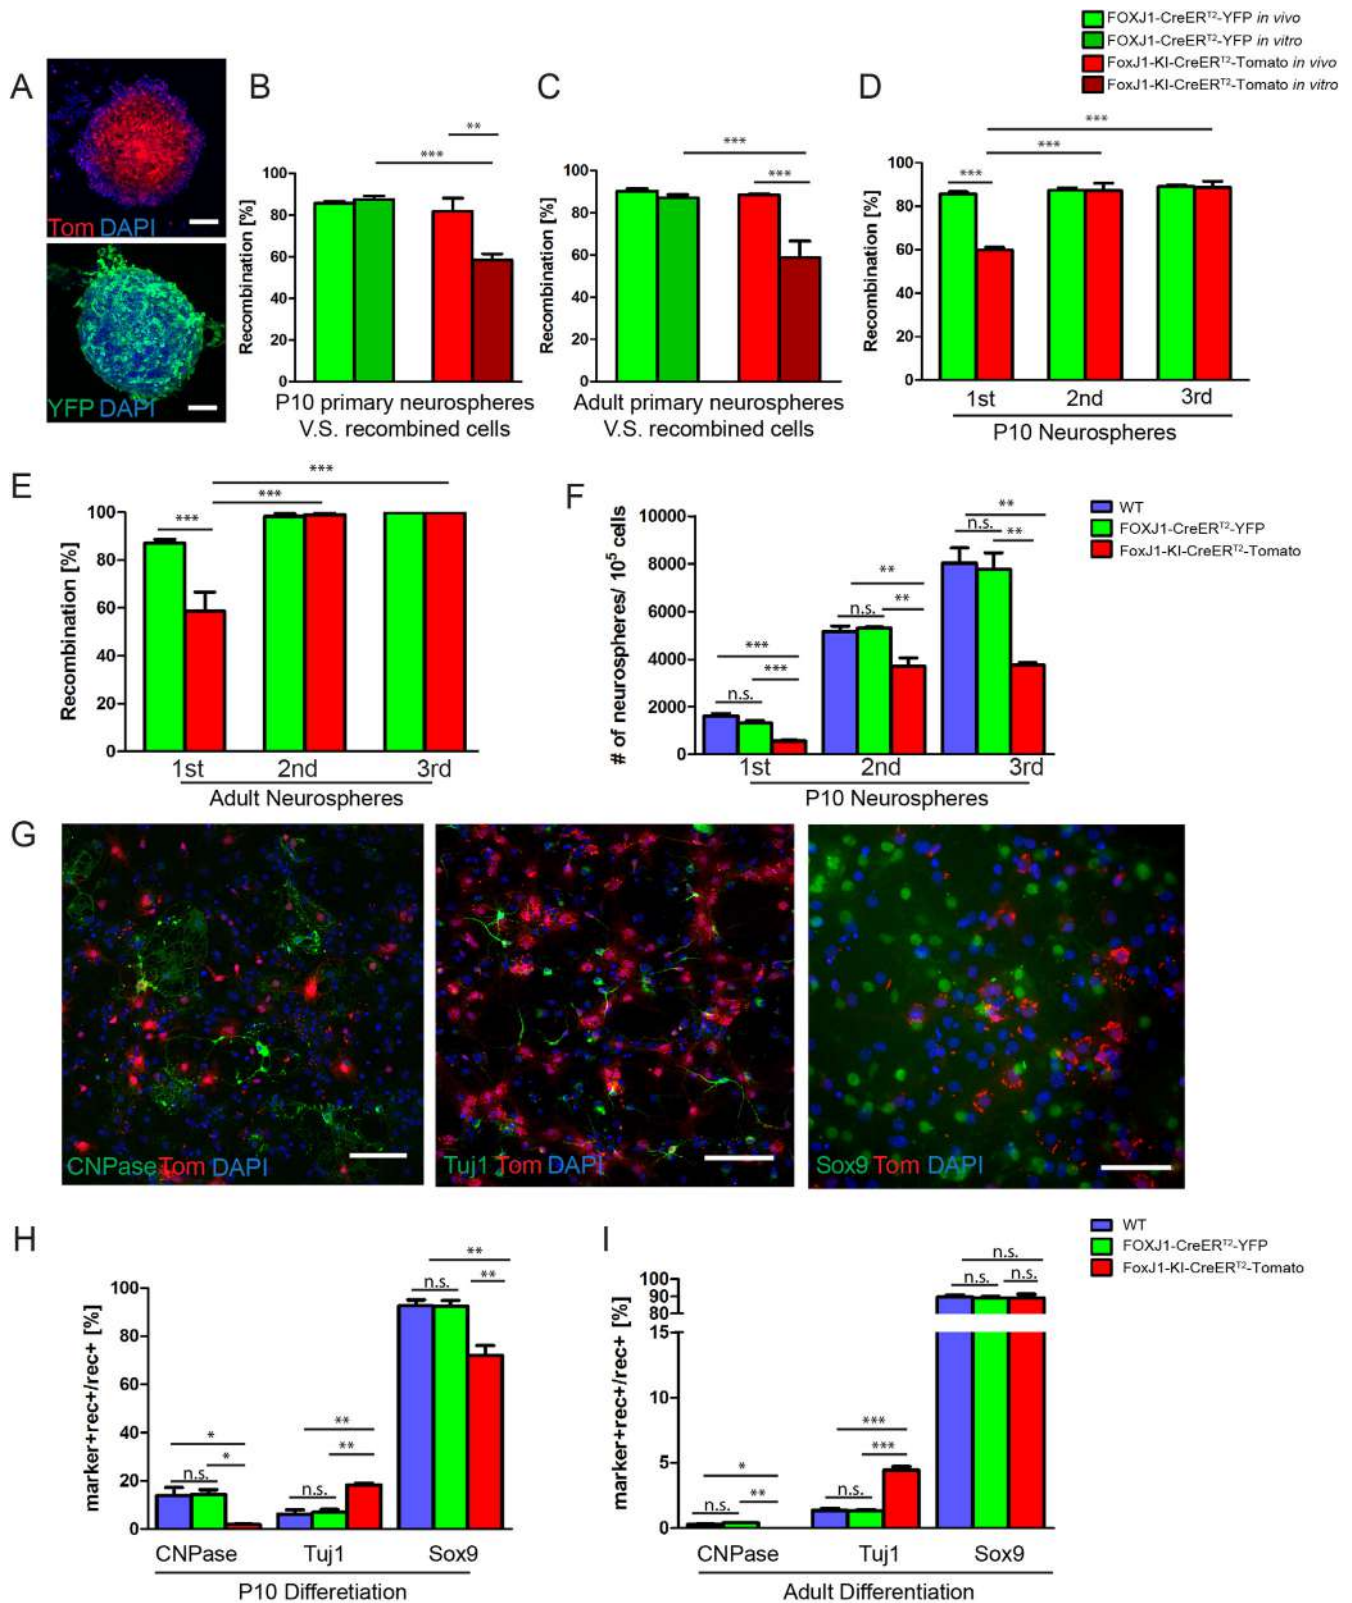 FOXJ1-CreERT2-YFP in vivo
FOXJ1-CreERT2-YFP in vitro
FoxJ1-KI-CreERT2-Tomato in vivo
FoxJ1-KI-CreERT2-Tomato in vitro
A
Tom DAPI
YFP DAPI
B
**
***
Recombination [%]
100
80
60
40
20
0
P10 primary neurospheres
V.S. recombined cells
C
***
***
Recombination [%]
100
80
60
40
20
0
Adult primary neurospheres
V.S. recombined cells
D
***
***
***
Recombination [%]
100
80
60
40
20
0
1st 2nd 3rd
P10 Neurospheres
E
***
***
***
Recombination [%]
100
80
60
40
20
0
1st 2nd 3rd
Adult Neurospheres
F
WT
FOXJ1-CreERT2-YFP
FoxJ1-KI-CreERT2-Tomato
# of neurospheres/ 10^5 cells
10000
8000
6000
4000
2000
0
***
***
n.s.
**
n.s. **
**
n.s. **
1st 2nd 3rd
P10 Neurospheres
G
CNPase Tom DAPI
Tuj1 Tom DAPI
Sox9 Tom DAPI
H
marker+rec+/rec+ [%]
100
80
60
40
20
0
*
*
n.s.
**
**
n.s.
**
n.s. **
CNPase Tuj1 Sox9
P10 Differetiation
I
WT
FOXJ1-CreERT2-YFP
FoxJ1-KI-CreERT2-Tomato
marker+rec+/rec+ [%]
100
90
80
15
10
5
0
*
**
n.s.
***
***
n.s.
n.s.
n.s. n.s.
CNPase Tuj1 Sox9
Adult Differentiation